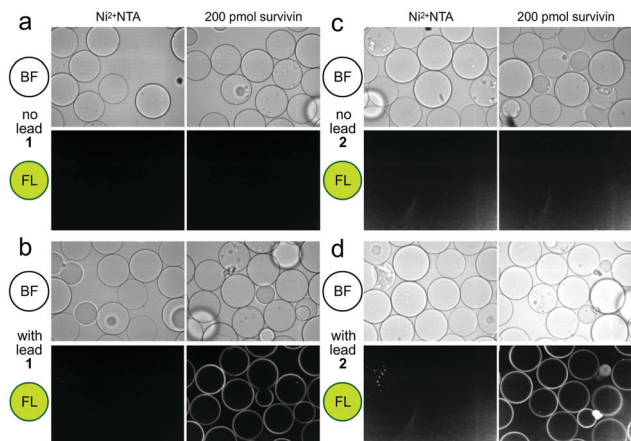 a
Ni²⁺NTA
200 pmol survivin
BF
no
lead
1
FL
b
BF
with
lead
1
FL
c
Ni²⁺NTA
200 pmol survivin
BF
no
lead
2
FL
d
BF
with
lead
2
FL